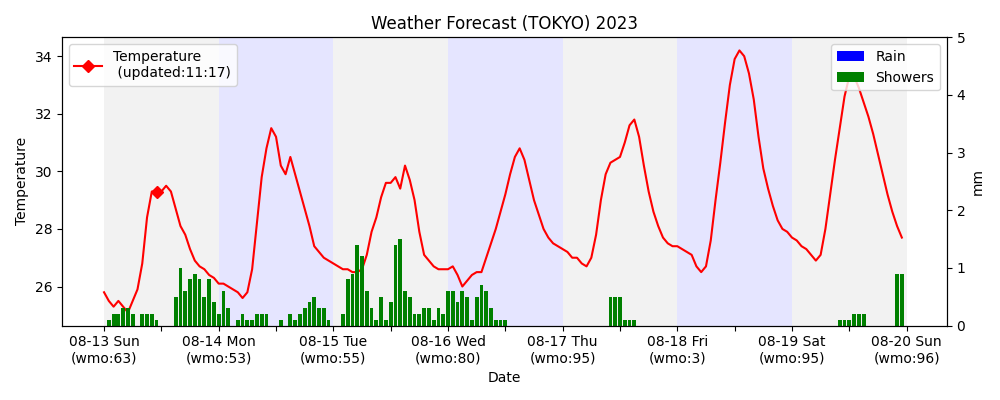 Weather Forecast (TOKYO) 2023
Temperature
(updated:11:17)
Rain
Showers
Temperature
34
32
30
28
26
5
4
3
2
1
0
mm
08-13 Sun
(wmo:63)
08-14 Mon
(wmo:53)
08-15 Tue
(wmo:55)
08-16 Wed
(wmo:80)
08-17 Thu
(wmo:95)
08-18 Fri
(wmo:3)
08-19 Sat
(wmo:95)
08-20 Sun
(wmo:96)
Date